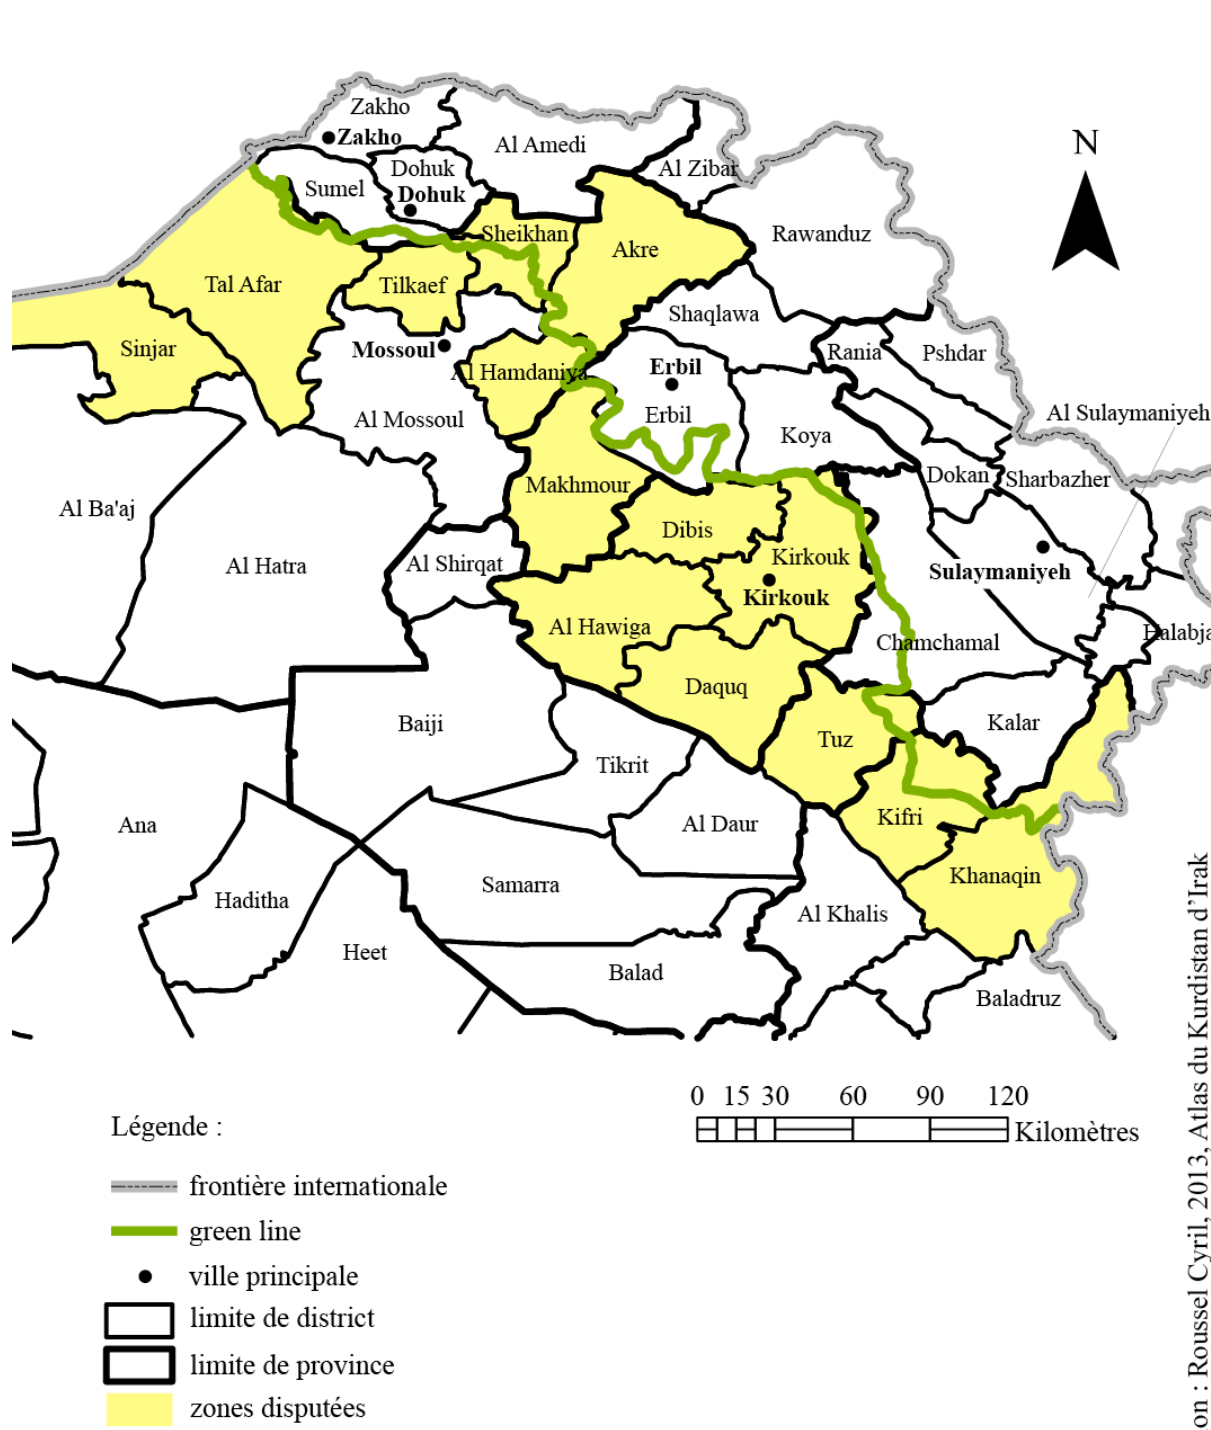 Zakho
Zakho
Al Amedi
N
Dohuk
Al Zibar
Sumel
Dohuk
Sheikhan
Rawanduz
Akre
Tal Afar
Tilkaef
Shaqlawa
Sinjar
Mossoul
Rania
Pshdar
Erbil
Al Hamdaniya
Al Sulaymaniyeh
Al Mossoul
Erbil
Koya
Makhmour
Dokan
Sharbazher
Al Ba'aj
Dibis
Al Hatra
Al Shirqat
Kirkouk
Sulaymaniyeh
Kirkouk
Al Hawiga
Chamchamal
Halabja
Daquq
Baiji
Tuz
Kalar
Tikrit
Ana
Al Daur
Kifri
Samarra
Khanaqin
Haditha
Al Khalis
Heet
Balad
Baladruz
0 15 30 60 90 120
Kilomètres
Légende :
frontière internationale
green line
ville principale
limite de district
limite de province
zones disputées
on : Roussel Cyril, 2013, Atlas du Kurdistan d’Irak